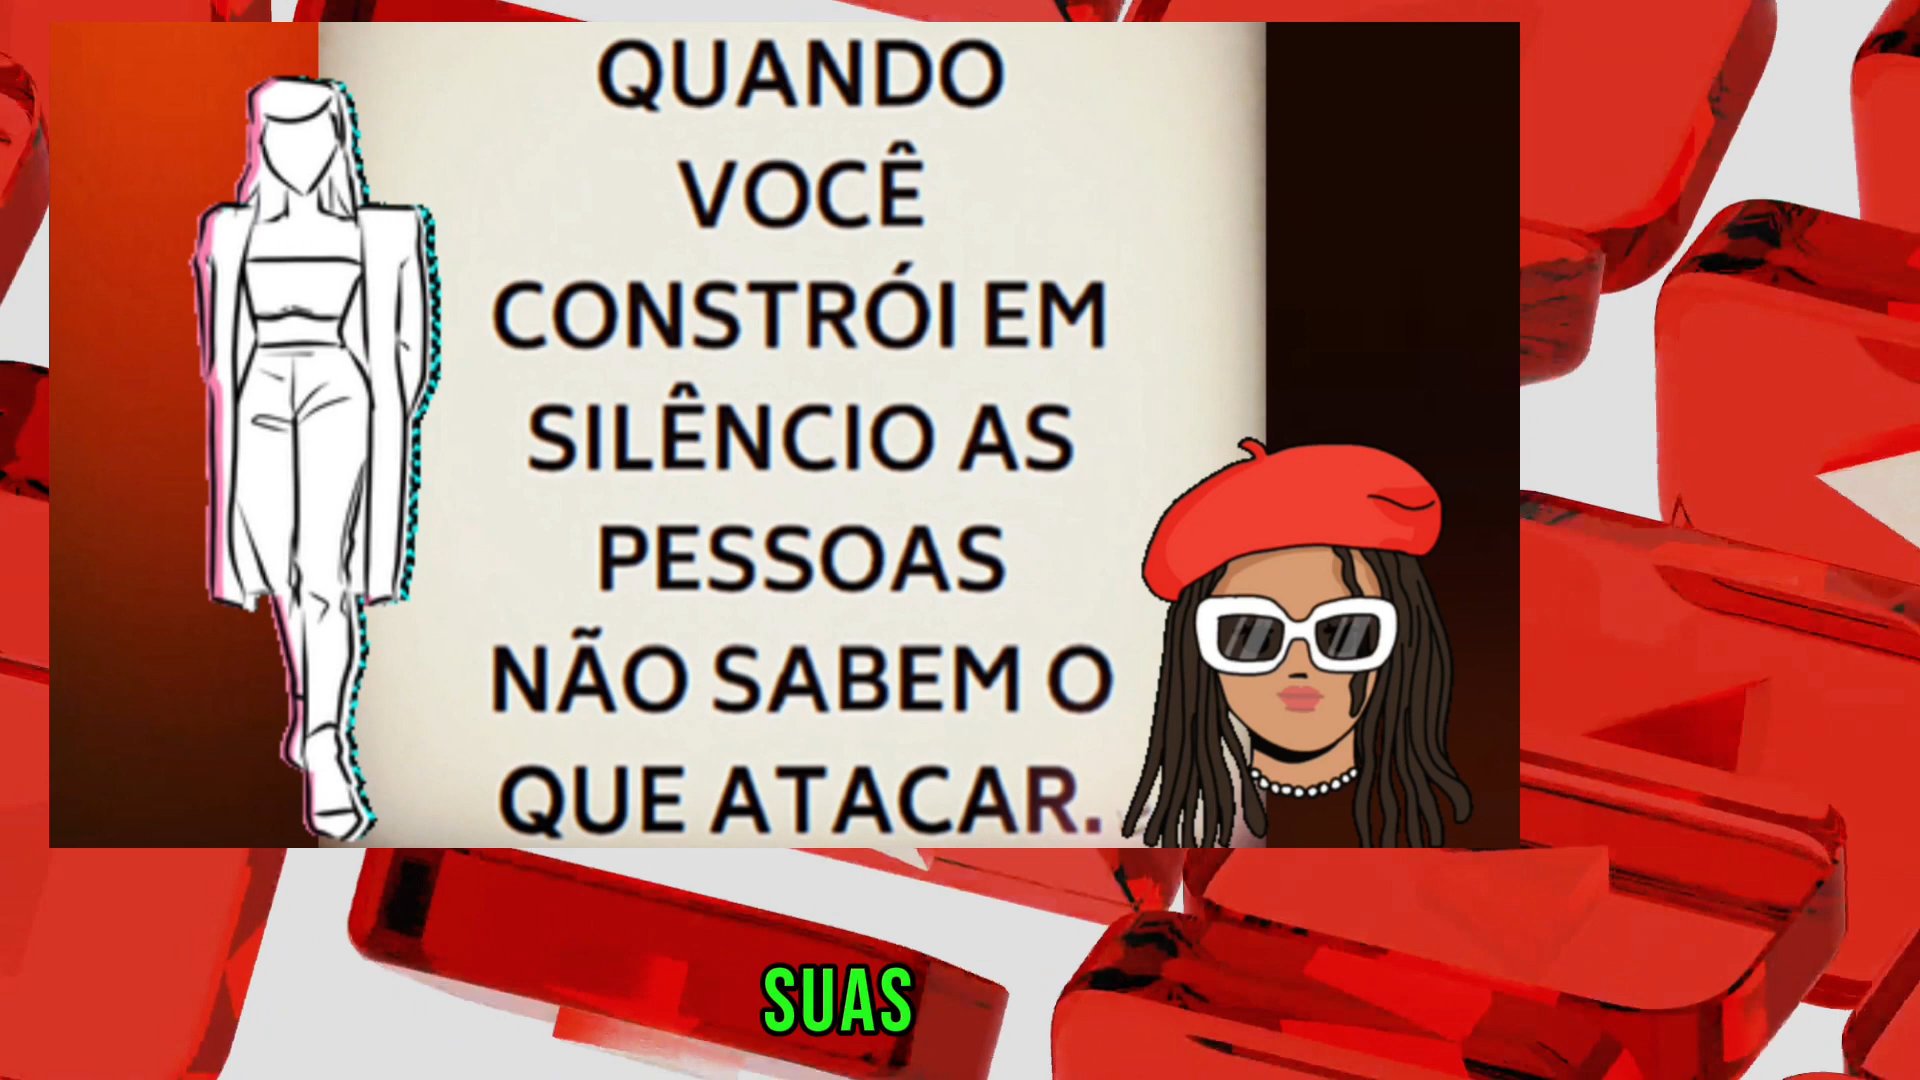 QUANDO
VOCÊ
CONSTRÓI EM
SILÊNCIO AS
PESSOAS
NÃO SABEM O
QUE ATACAR.
SUAS